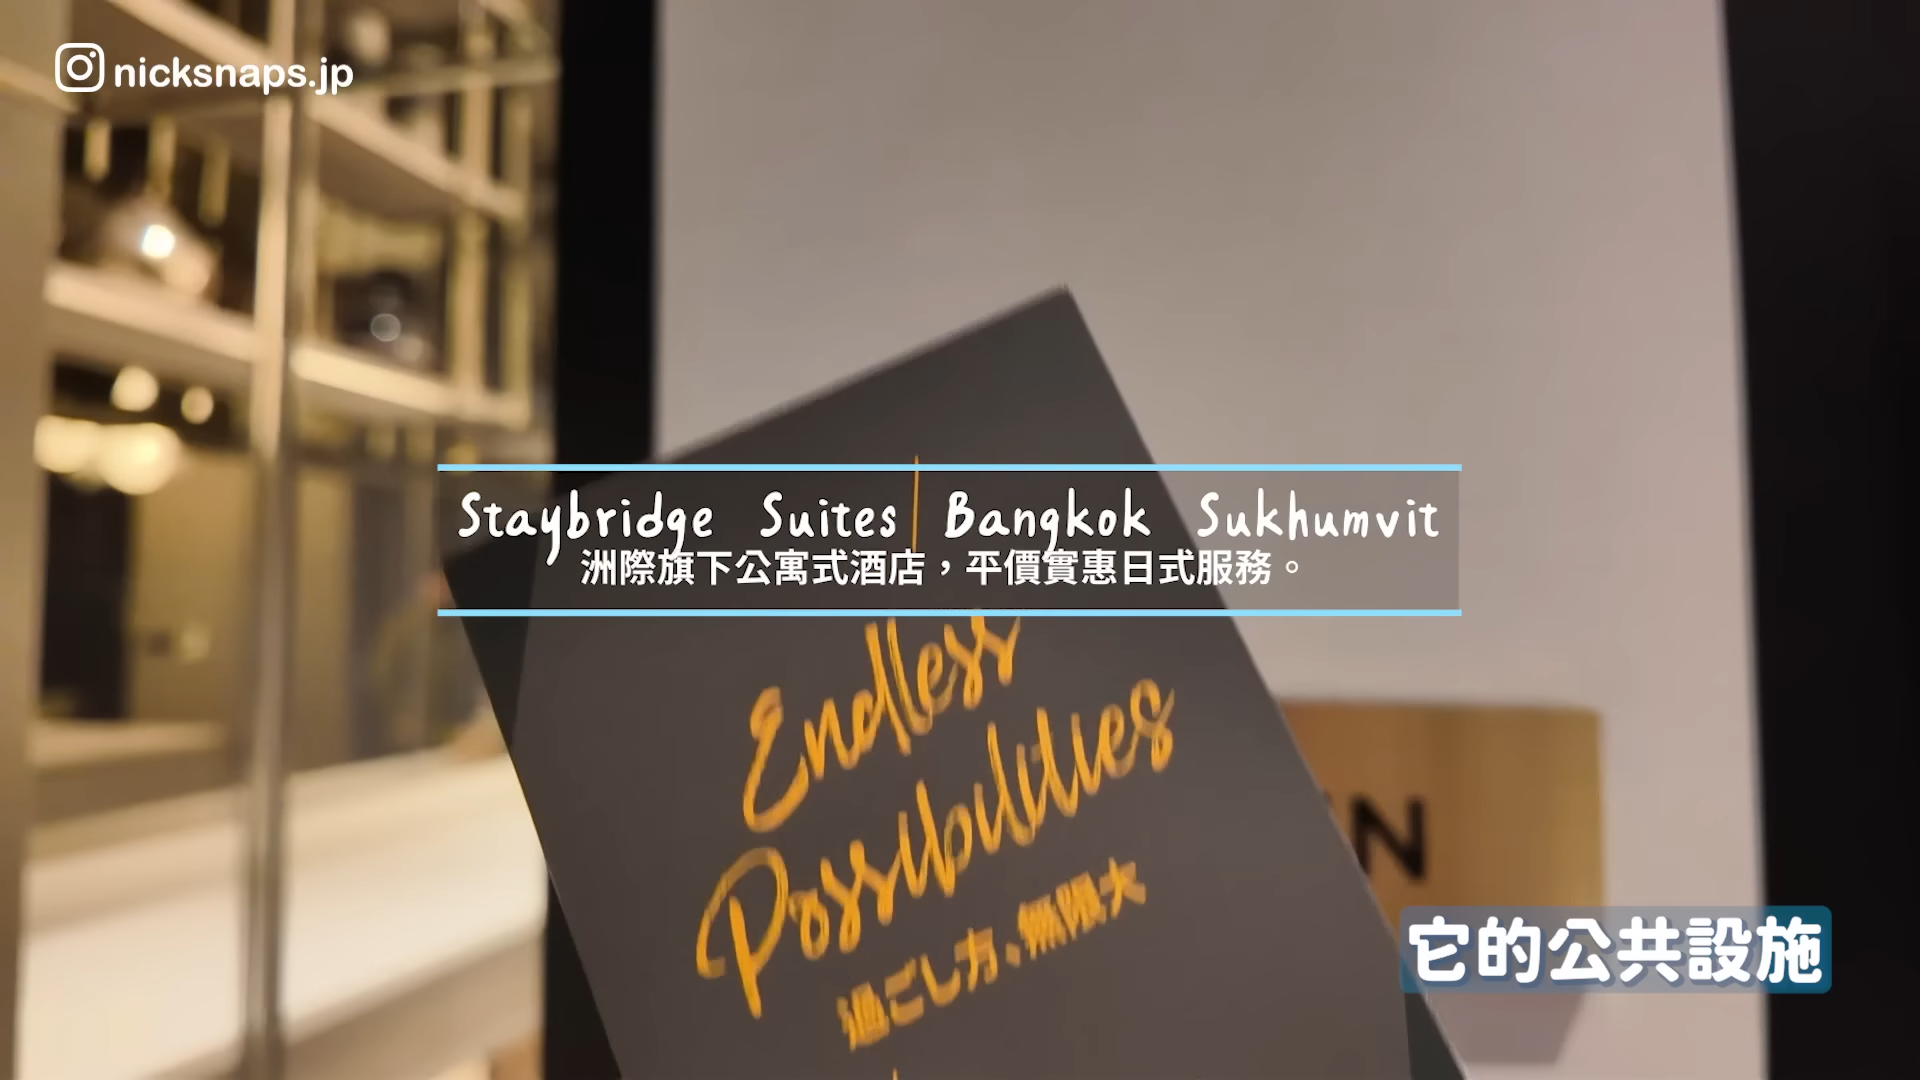 nicksnaps.jp
Staybridge Suites Bangkok Sukhumvit
洲際旗下公寓式酒店，平價實惠日式服務。
Endless
Possibilities
過ごし方、無限大
N
它的公共設施